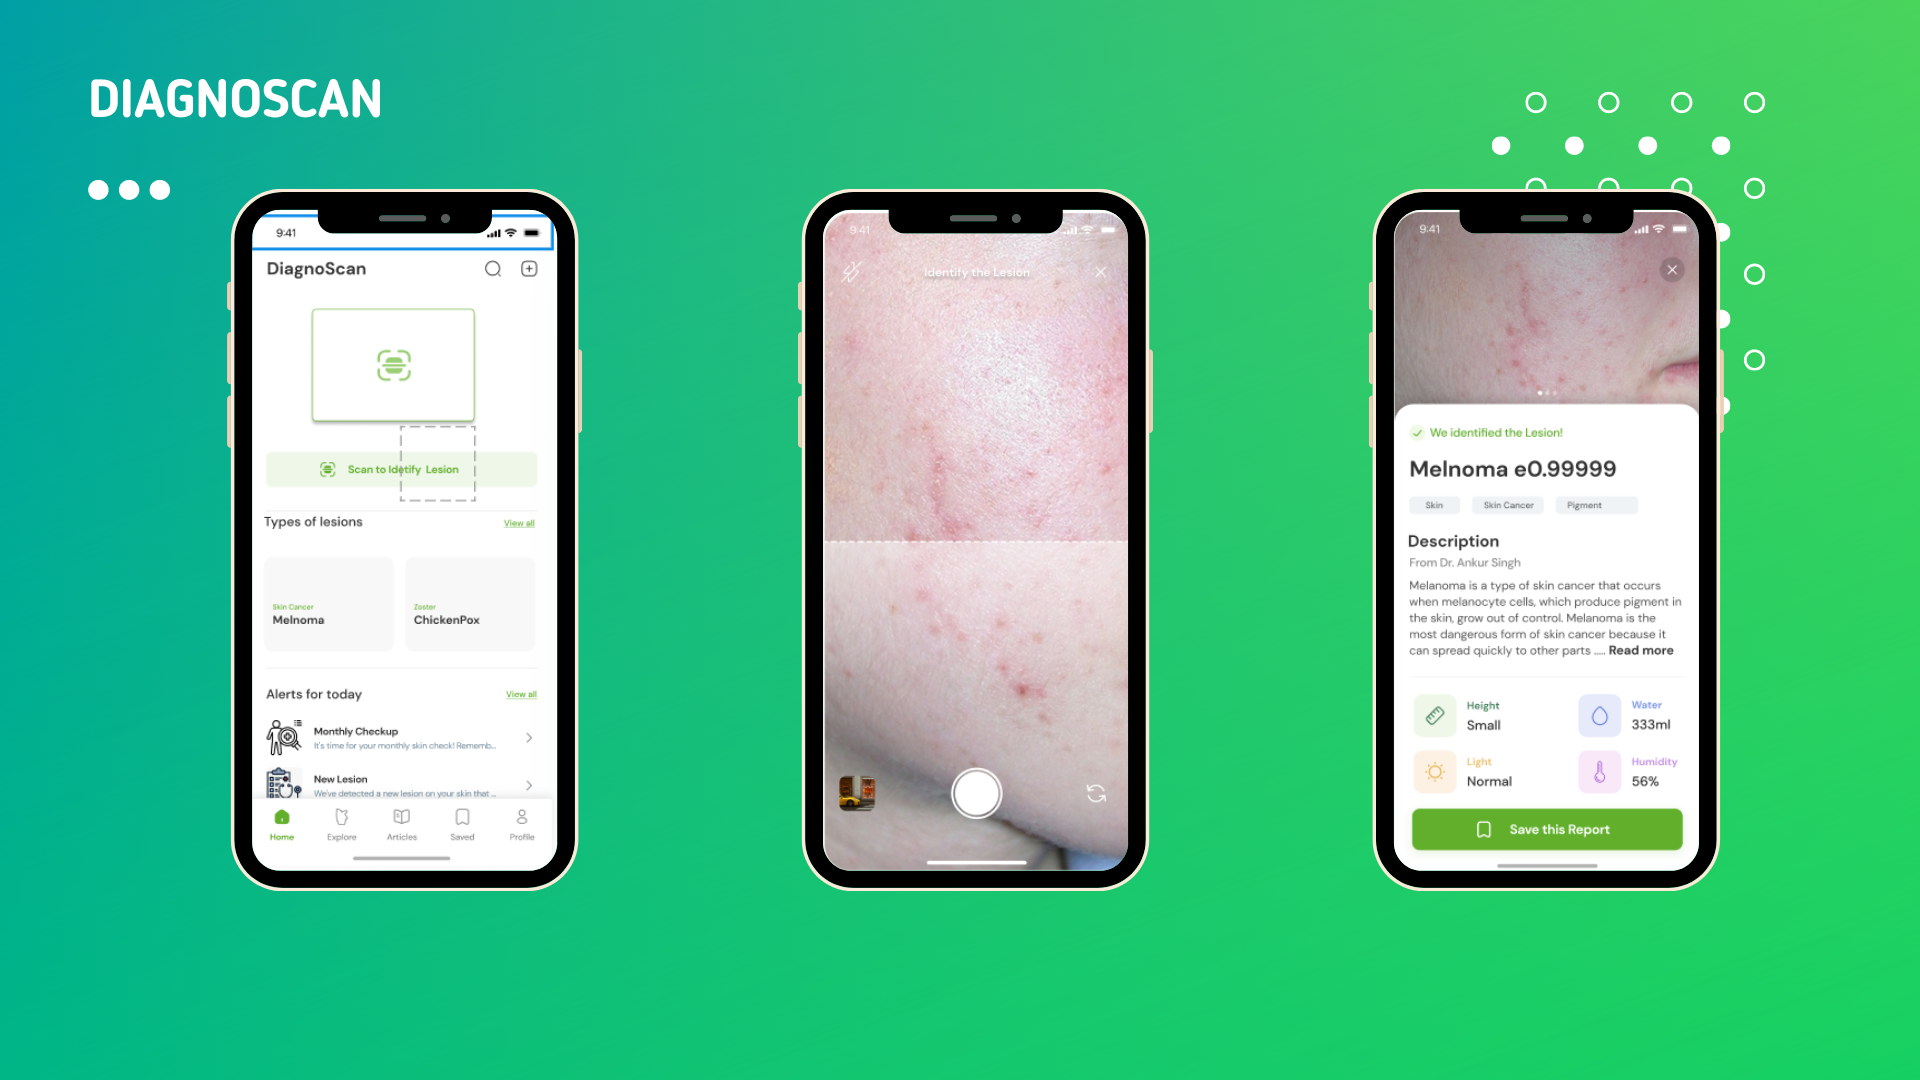 DIAGNOSCAN
9:41
DiagnoScan
Scan to Idetify Lesion
Types of lesions
View all
Skin Cancer
Melnoma
Zoster
ChickenPox
Alerts for today
View all
Monthly Checkup
It's time for your monthly skin check! Rememb...
New Lesion
We've detected a new lesion on your skin that ...
Home
Explore
Articles
Saved
Profile
9:41
Identify the Lesion
9:41
We identified the Lesion!
Melnoma e0.99999
Skin
Skin Cancer
Pigment
Description
From Dr. Ankur Singh
Melanoma is a type of skin cancer that occurs
when melanocyte cells, which produce pigment in
the skin, grow out of control. Melanoma is the
most dangerous form of skin cancer because it
can spread quickly to other parts ..... Read more
Height
Small
Water
333ml
Light
Normal
Humidity
56%
Save this Report